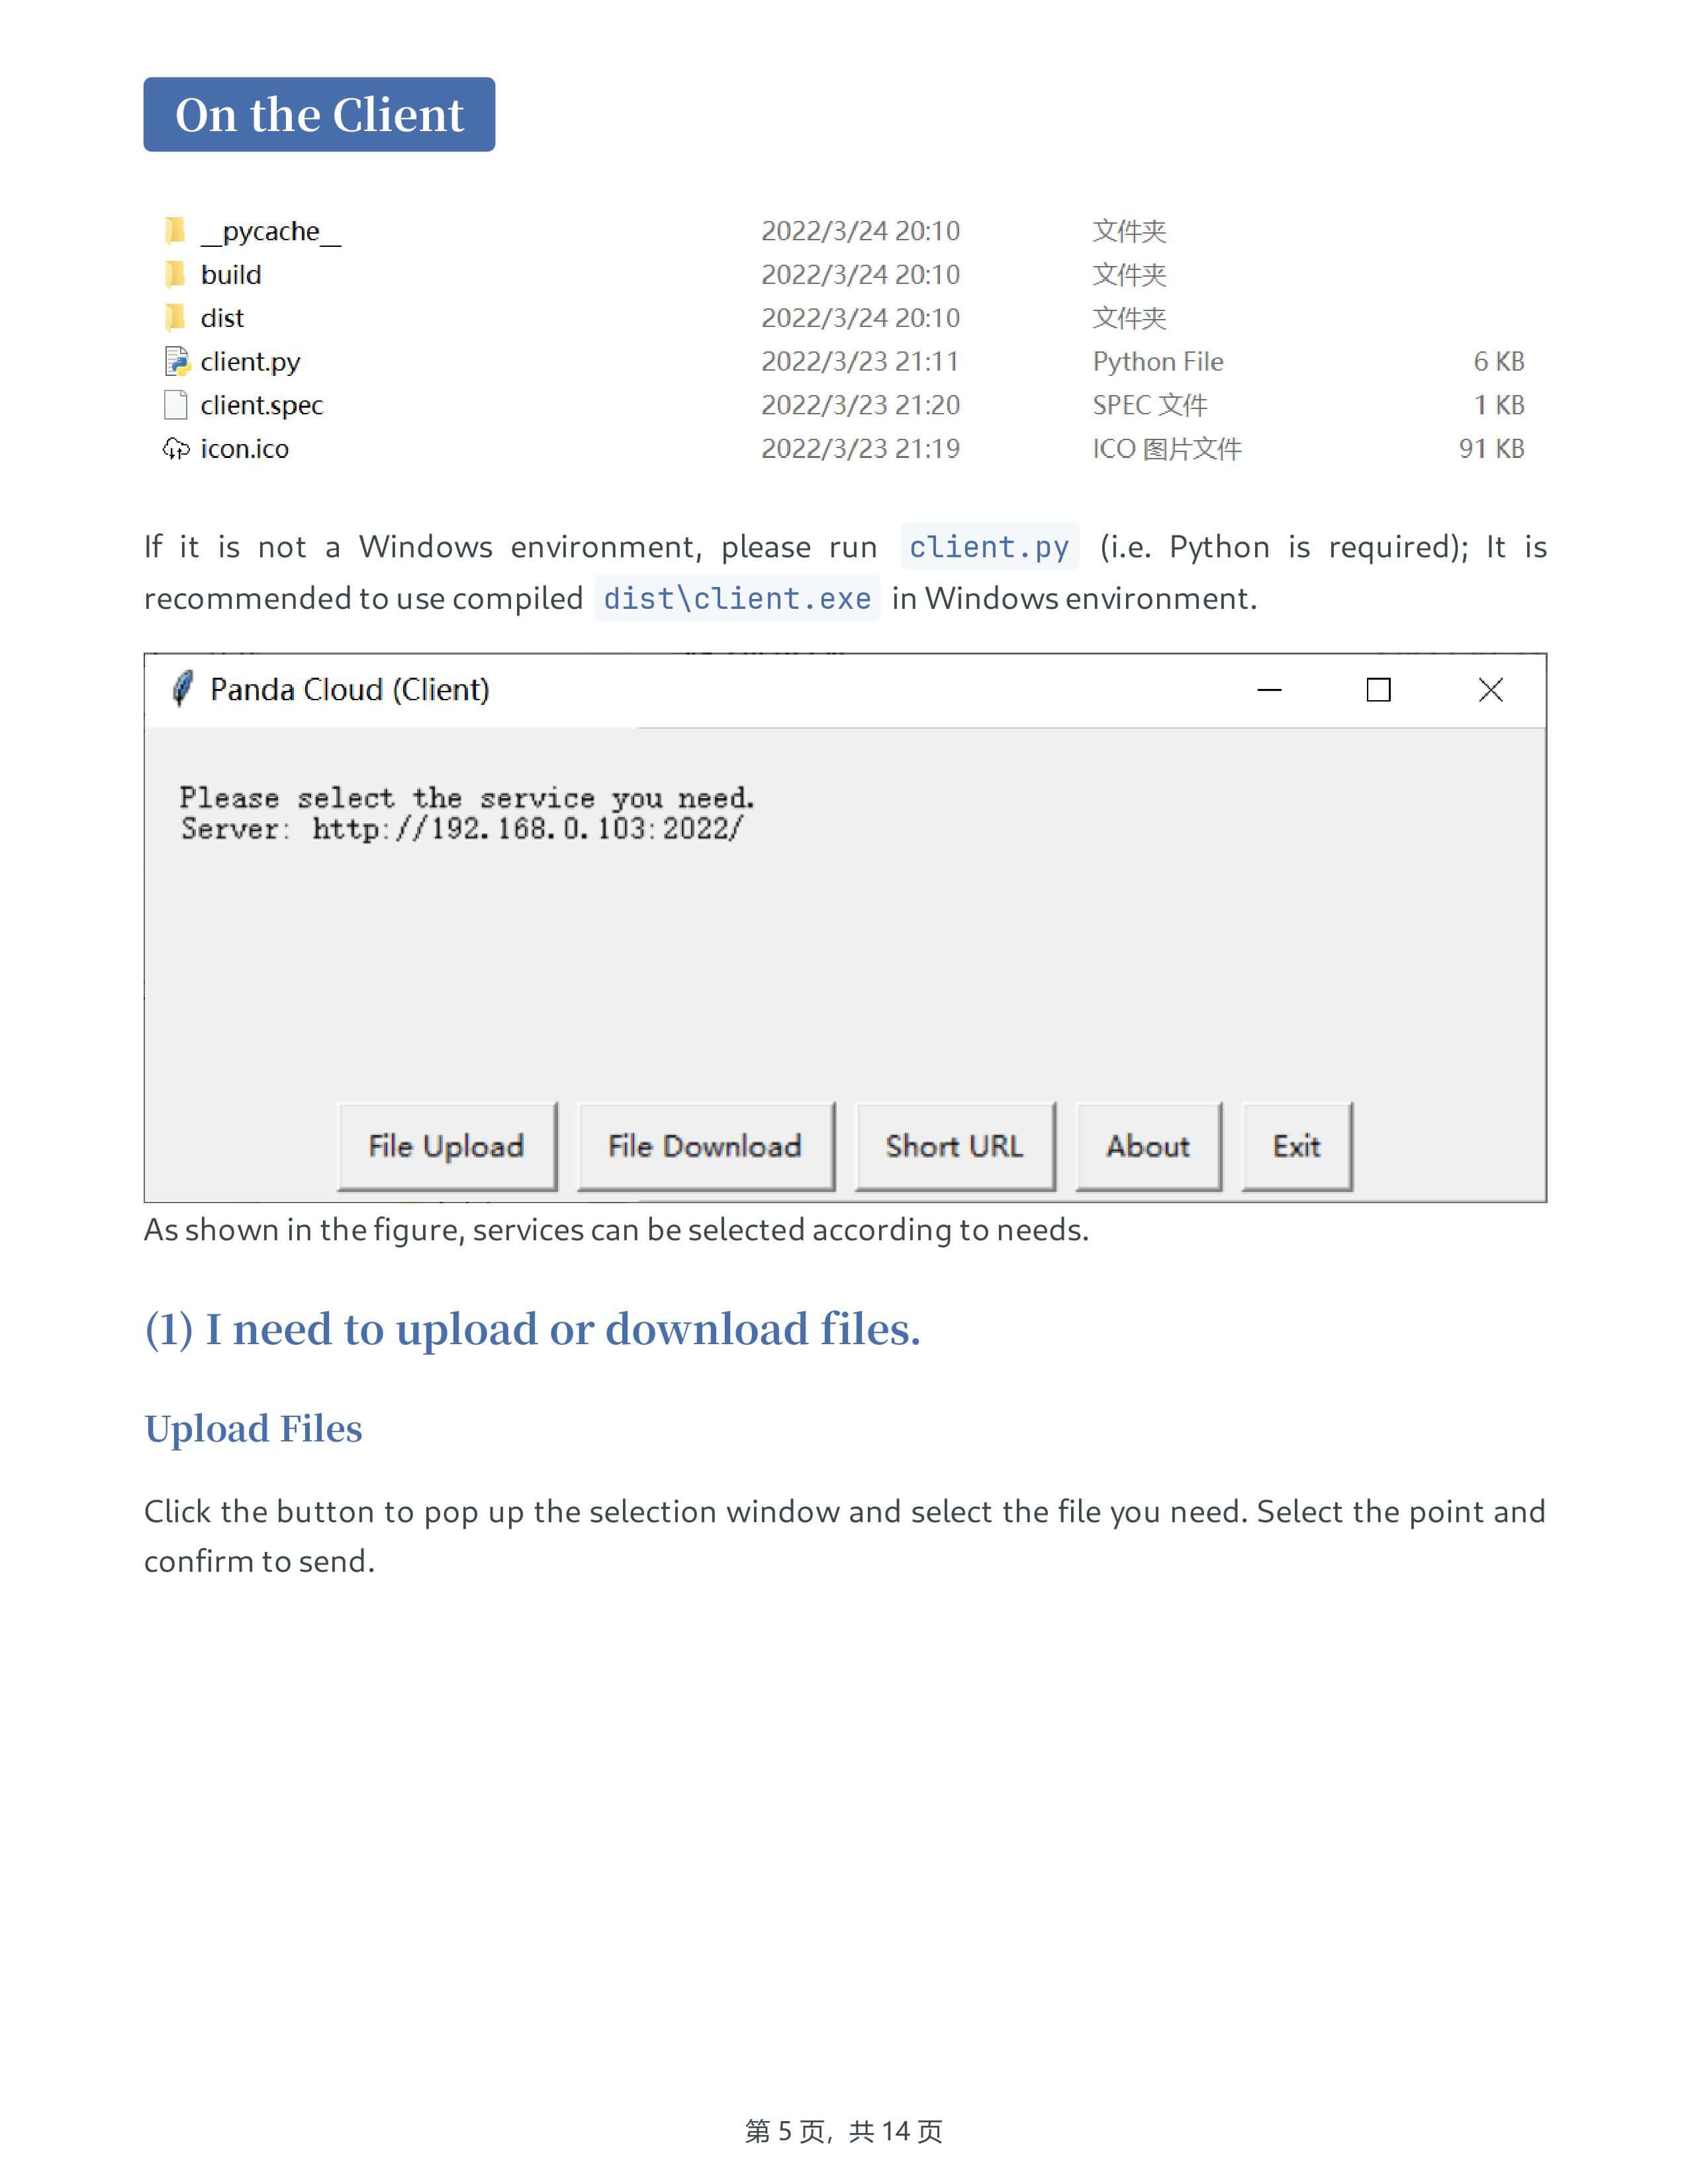 On the Client
__pycache__ 2022/3/24 20:10 文件夹
build 2022/3/24 20:10 文件夹
dist 2022/3/24 20:10 文件夹
client.py 2022/3/23 21:11 Python File 6 KB
client.spec 2022/3/23 21:20 SPEC 文件 1 KB
icon.ico 2022/3/23 21:19 ICO 图片文件 91 KB
If it is not a Windows environment, please run client.py (i.e. Python is required); It is
recommended to use compiled dist\client.exe in Windows environment.
Panda Cloud (Client)
Please select the service you need.
Server: http://192.168.0.103:2022/
File Upload File Download Short URL About Exit
As shown in the figure, services can be selected according to needs.
(1) I need to upload or download files.
Upload Files
Click the button to pop up the selection window and select the file you need. Select the point and
confirm to send.
第 5 页, 共 14 页